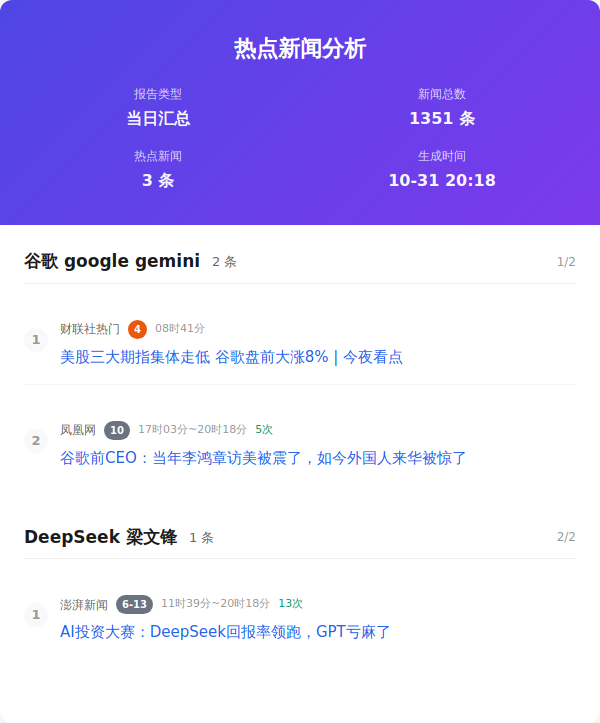 热点新闻分析
报告类型
新闻总数
当日汇总
1351 条
热点新闻
生成时间
3 条
10-31 20:18
谷歌 google gemini 2 条 1/2
1
财联社热门 4 08时41分
美股三大期指集体走低 谷歌盘前大涨8% | 今夜看点
2
凤凰网 10 17时03分~20时18分 5次
谷歌前CEO：当年李鸿章访美被震了，如今外国人来华被惊了
DeepSeek 梁文锋 1 条 2/2
1
澎湃新闻 6-13 11时39分~20时18分 13次
AI投资大赛：DeepSeek回报率领跑，GPT亏麻了